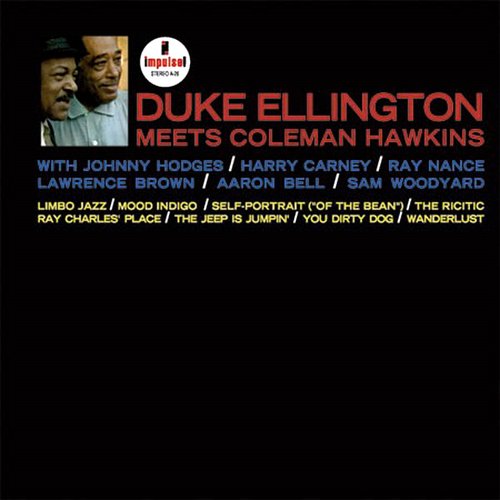 impulse!
STEREO A-26
DUKE ELLINGTON
MEETS COLEMAN HAWKINS
WITH JOHNNY HODGES / HARRY CARNEY / RAY NANCE
LAWRENCE BROWN / AARON BELL / SAM WOODYARD
LIMBO JAZZ / MOOD INDIGO / SELF-PORTRAIT ("OF THE BEAN") / THE RICITIC
RAY CHARLES' PLACE / THE JEEP IS JUMPIN' / YOU DIRTY DOG / WANDERLUST